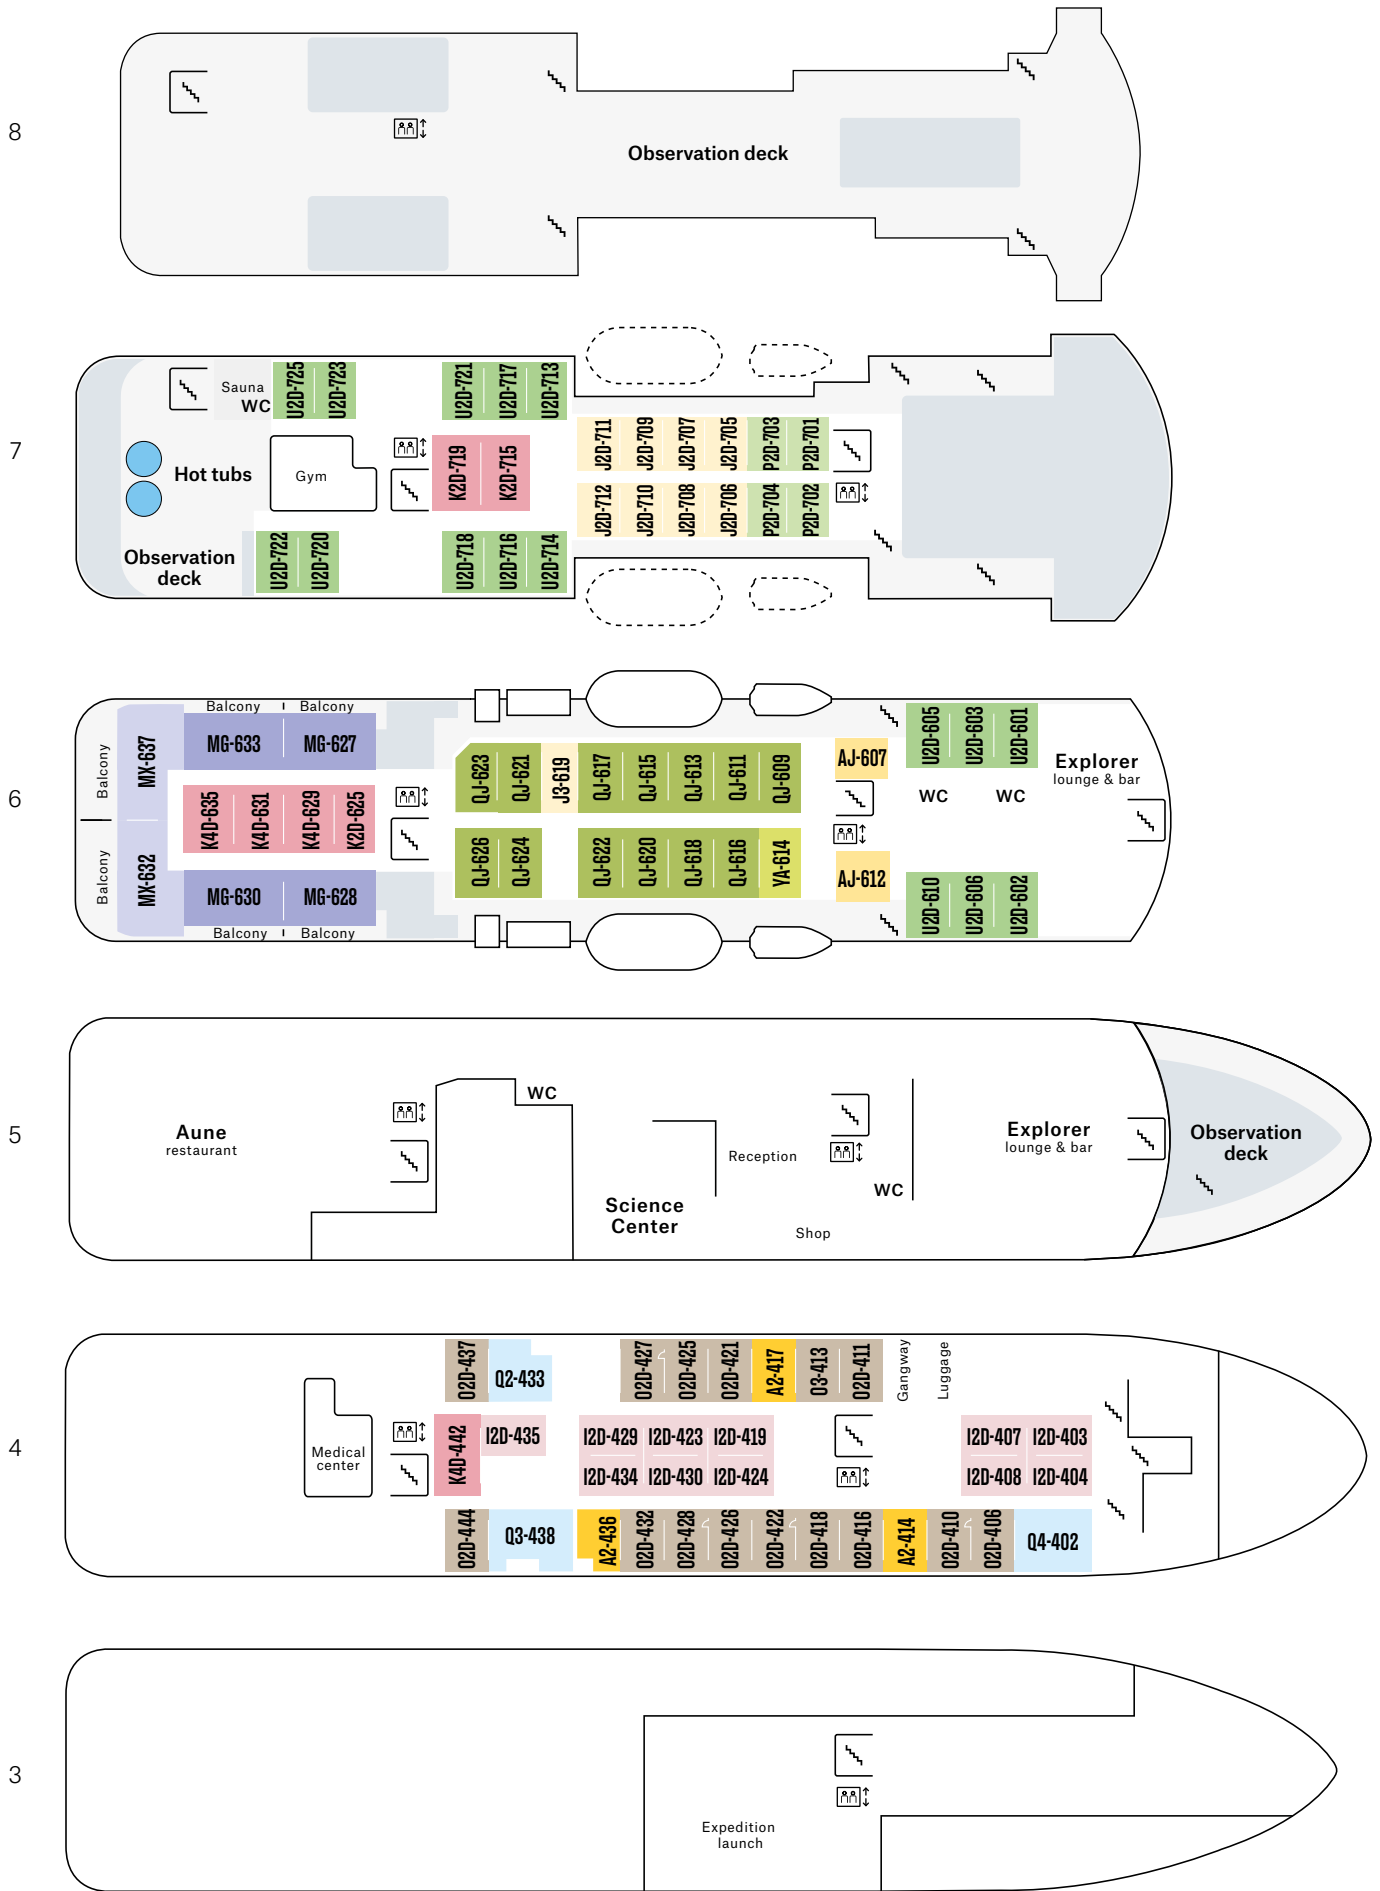 8
Observation deck
7
Sauna
WC
U2D-725
U2D-723
U2D-721
U2D-717
U2D-713
Hot tubs
Gym
K2D-719
K2D-715
J2D-711
J2D-709
J2D-707
J2D-705
P2D-703
P2D-701
J2D-712
J2D-710
J2D-708
J2D-706
P2D-704
P2D-702
Observation
deck
U2D-722
U2D-720
U2D-718
U2D-716
U2D-714
6
Balcony
Balcony
Balcony
MX-637
MG-633
MG-627
QJ-623
QJ-621
J3-619
QJ-617
QJ-615
QJ-613
QJ-611
QJ-609
AJ-607
U2D-605
U2D-603
U2D-601
Explorer
lounge & bar
WC
WC
K4D-635
K4D-631
K4D-629
K2D-625
Balcony
MX-632
MG-630
MG-628
QJ-626
QJ-624
QJ-622
QJ-620
QJ-618
QJ-616
YA-614
AJ-612
U2D-610
U2D-606
U2D-602
Balcony
Balcony
5
Aune
restaurant
WC
Science
Center
Reception
WC
Shop
Explorer
lounge & bar
Observation
deck
4
O2D-437
Q2-433
O2D-427
O2D-425
O2D-421
A2-417
O3-413
O2D-411
Gangway
Luggage
Medical
center
K4D-442
I2D-435
I2D-429
I2D-423
I2D-419
I2D-407
I2D-403
I2D-434
I2D-430
I2D-424
I2D-408
I2D-404
O2D-444
Q3-438
A2-436
O2D-432
O2D-428
O2D-426
O2D-422
O2D-418
O2D-416
A2-414
O2D-410
O2D-406
Q4-402
3
Expedition
launch